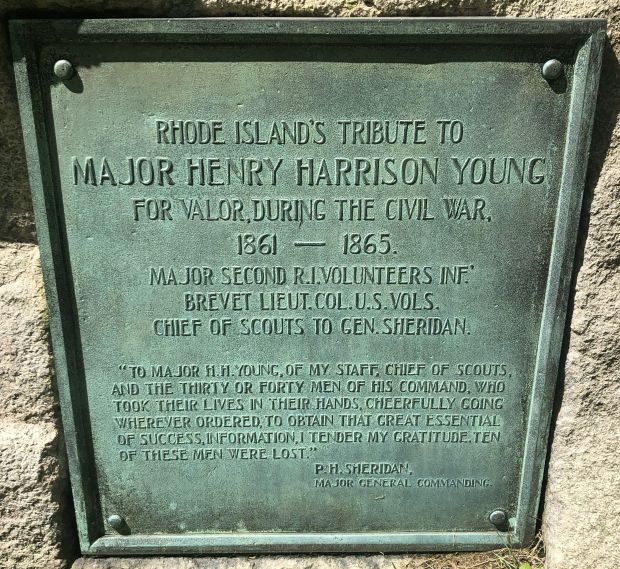 RHODE ISLAND'S TRIBUTE TO
MAJOR HENRY HARRISON YOUNG
FOR VALOR, DURING THE CIVIL WAR,
1861 — 1865.
MAJOR SECOND R.I. VOLUNTEERS INF.'
BREVET LIEUT. COL. U.S. VOLS.
CHIEF OF SCOUTS TO GEN. SHERIDAN.
"TO MAJOR H.H. YOUNG, OF MY STAFF, CHIEF OF SCOUTS,
AND THE THIRTY OR FORTY MEN OF HIS COMMAND, WHO
TOOK THEIR LIVES IN THEIR HANDS, CHEERFULLY GOING
WHEREVER ORDERED, TO OBTAIN THAT GREAT ESSENTIAL
OF SUCCESS, INFORMATION, I TENDER MY GRATITUDE. TEN
OF THESE MEN WERE LOST."
P. H. SHERIDAN,
MAJOR GENERAL COMMANDING.